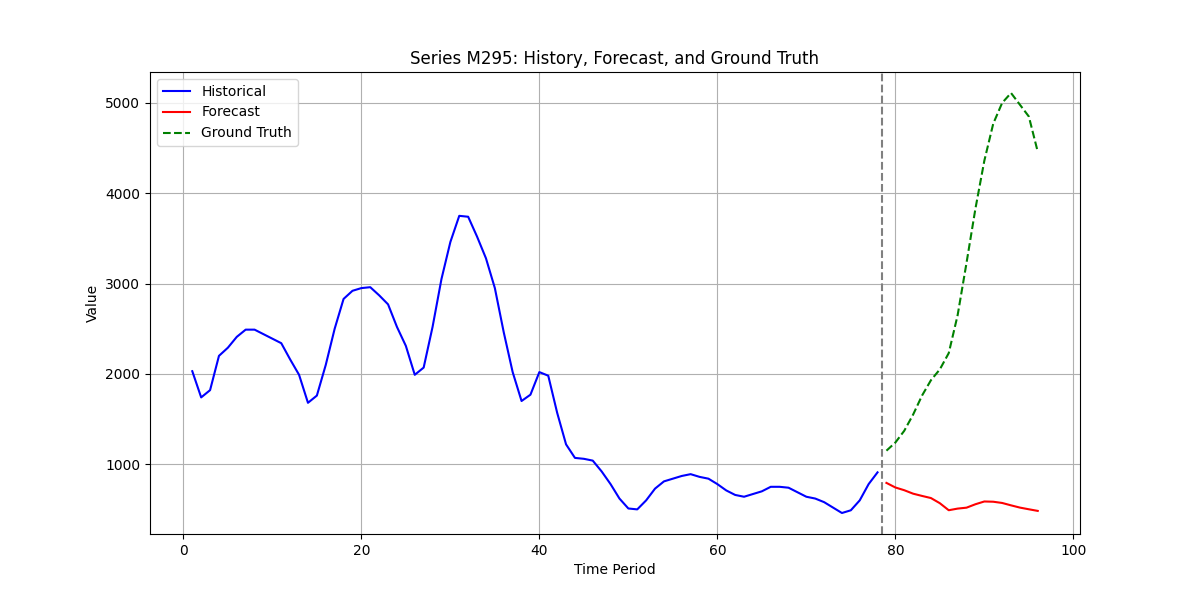 Series M295: History, Forecast, and Ground Truth
Historical
Forecast
Ground Truth
Value
5000
4000
3000
2000
1000
0 20 40 60 80 100
Time Period